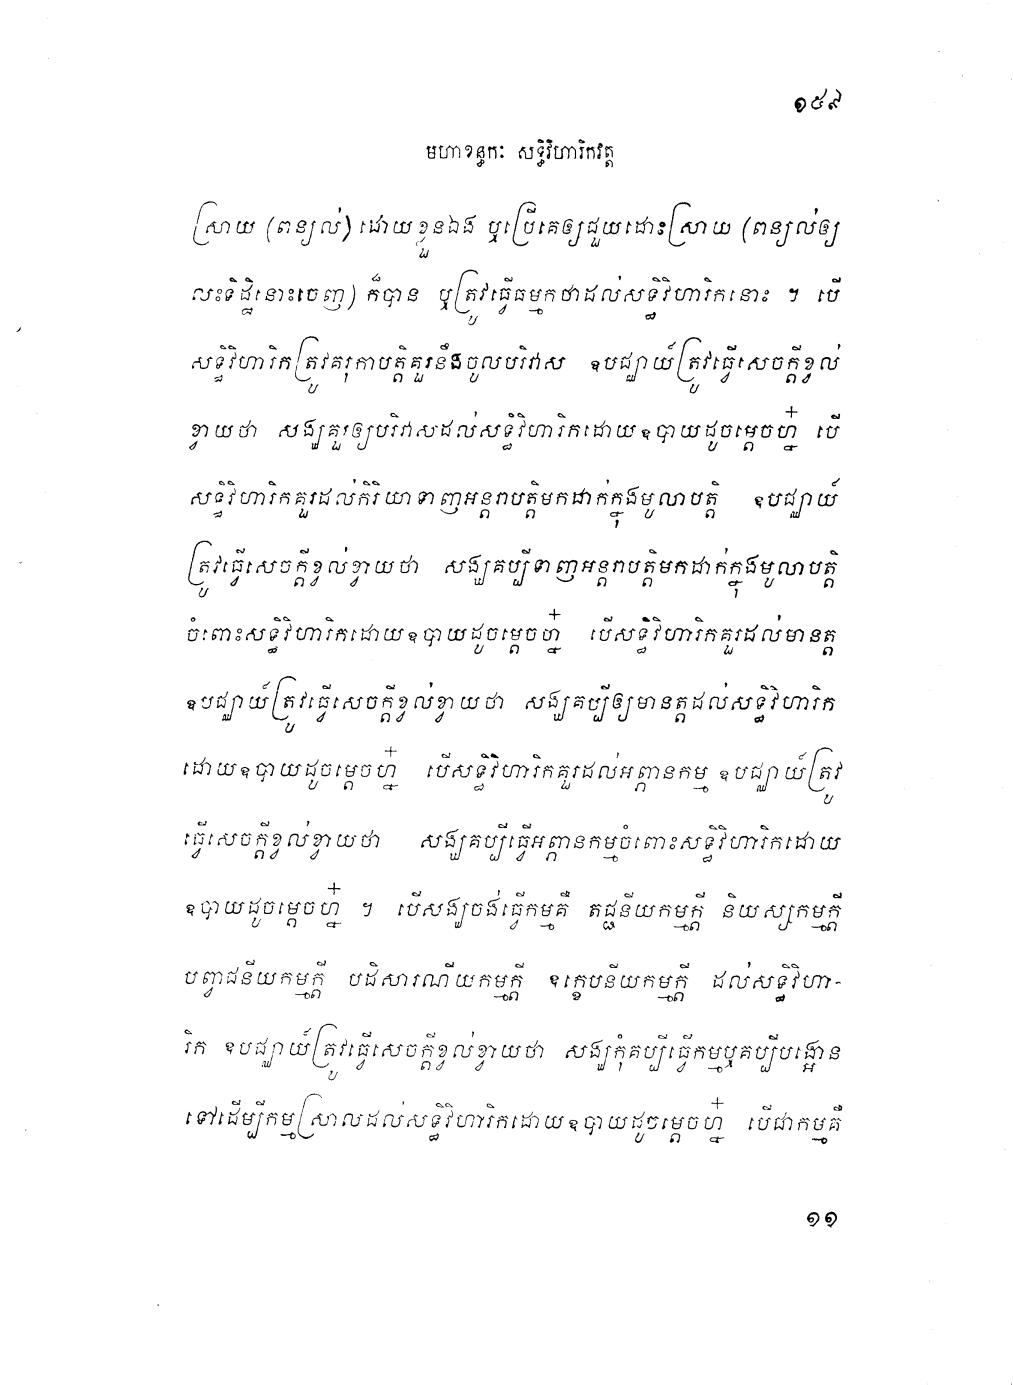 ១៥៩
មហាខន្ធកៈ សទ្ធិវិហារិកវត្ត
ស្រាយ (ពន្យល់) ដោយខ្លួនឯង ឬប្រើគេឲ្យជួយដោះស្រាយ (ពន្យល់ឲ្យ
លះទិដ្ឋិនោះចេញ) ក៏បាន ឬត្រូវធ្វើធម្មកថាដល់សទ្ធិវិហារិកនោះ ។ បើ
សទ្ធិវិហារិកត្រូវគរុកាបត្តិគួរនឹងចូលបរិវាស ឧបជ្ឈាយ៍ត្រូវធ្វើសេចក្តីខ្វល់
ខ្វាយថា សង្ឃគួរឲ្យបរិវាសដល់សទ្ធិវិហារិកដោយឧបាយដូចម្តេចហ្ន៎ បើ
សទ្ធិវិហារិកគួរដល់កិរិយាទាញអន្តរាបត្តិមកដាក់ក្នុងមូលាបត្តិ ឧបជ្ឈាយ៍
ត្រូវធ្វើសេចក្តីខ្វល់ខ្វាយថា សង្ឃគប្បីទាញអន្តរាបត្តិមកដាក់ក្នុងមូលាបត្តិ
ចំពោះសទ្ធិវិហារិកដោយឧបាយដូចម្តេចហ្ន៎ បើសទ្ធិវិហារិកគួរដល់មានត្ត
ឧបជ្ឈាយ៍ត្រូវធ្វើសេចក្តីខ្វល់ខ្វាយថា សង្ឃគប្បីឲ្យមានត្តដល់សទ្ធិវិហារិក
ដោយឧបាយដូចម្តេចហ្ន៎ បើសទ្ធិវិហារិកគួរដល់អព្ភានកម្ម ឧបជ្ឈាយ៍ត្រូវ
ធ្វើសេចក្តីខ្វល់ខ្វាយថា សង្ឃគប្បីធ្វើអព្ភានកម្មចំពោះសទ្ធិវិហារិកដោយ
ឧបាយដូចម្តេចហ្ន៎ ។ បើសង្ឃចង់ធ្វើកម្មគឺ តជ្ជនីយកម្មក្តី និយស្សកម្មក្តី
បព្វាជនីយកម្មក្តី បដិសារណីយកម្មក្តី ឧក្ខេបនីយកម្មក្តី ដល់សទ្ធិវិហា-
រិក ឧបជ្ឈាយ៍ត្រូវធ្វើសេចក្តីខ្វល់ខ្វាយថា សង្ឃកុំគប្បីធ្វើកម្មឬគប្បីបង្អោន
ទៅដើម្បីកម្មស្រាលដល់សទ្ធិវិហារិកដោយឧបាយដូចម្តេចហ្ន៎ បើជាកម្មគឺ
១១